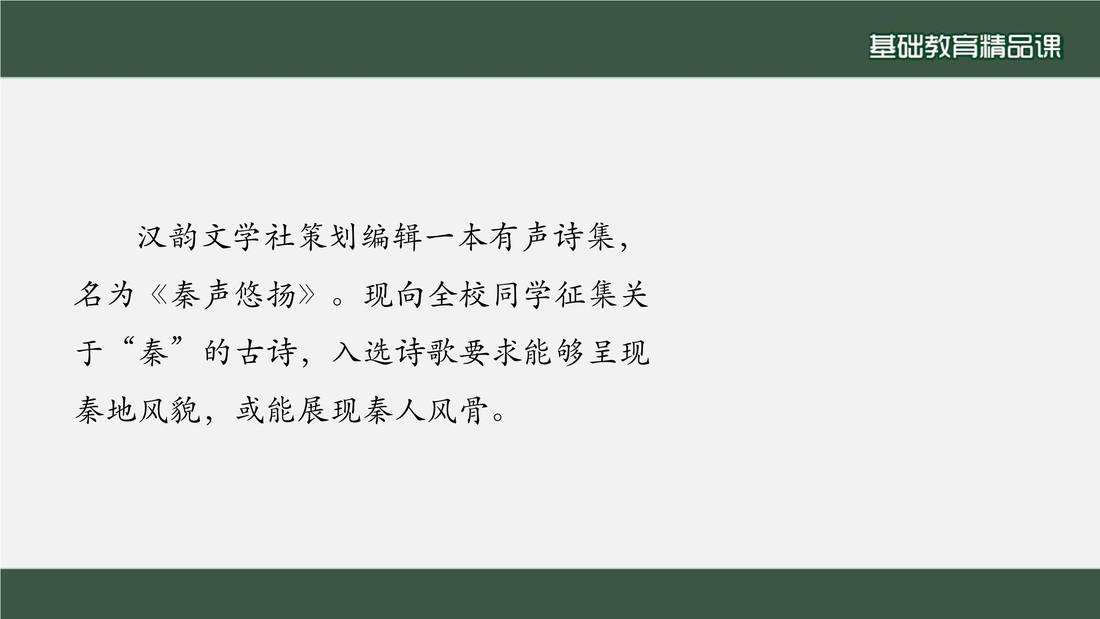 基础教育精品课
汉韵文学社策划编辑一本有声诗集，
名为《秦声悠扬》。现向全校同学征集关
于“秦”的古诗，入选诗歌要求能够呈现
秦地风貌，或能展现秦人风骨。